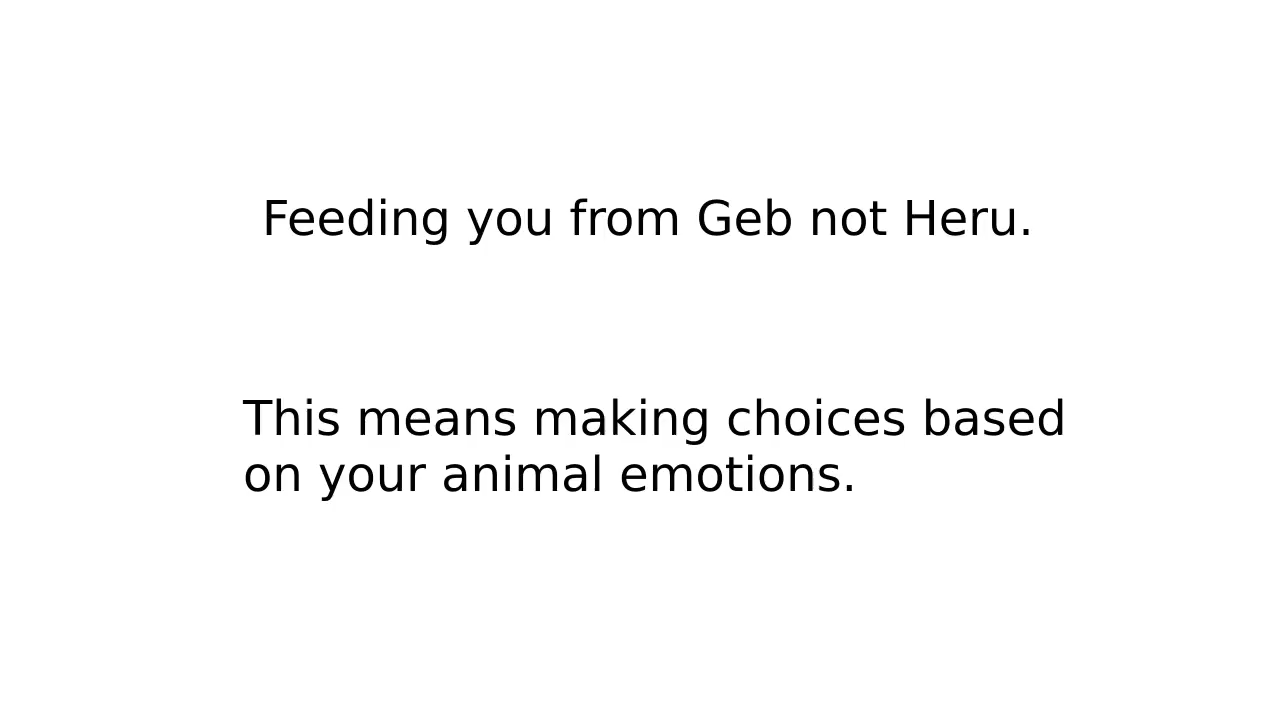 Feeding you from Geb not Heru.
This means making choices based
on your animal emotions.